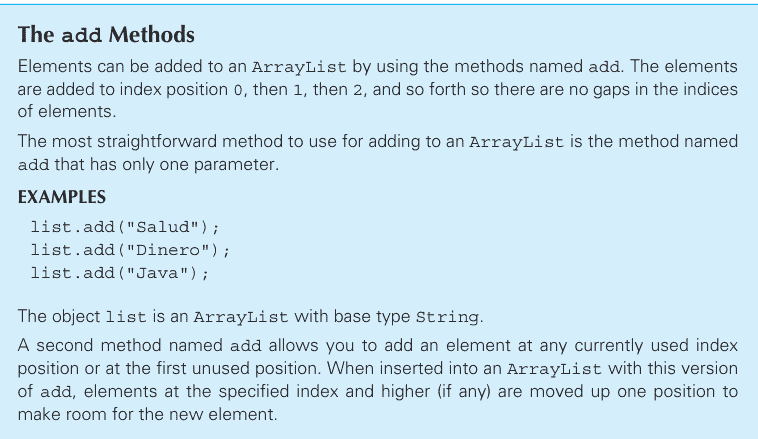 The add Methods
Elements can be added to an ArrayList by using the methods named add. The elements
are added to index position 0, then 1, then 2, and so forth so there are no gaps in the indices
of elements.
The most straightforward method to use for adding to an ArrayList is the method named
add that has only one parameter.
EXAMPLES
list.add("Salud");
list.add("Dinero");
list.add("Java");
The object list is an ArrayList with base type String.
A second method named add allows you to add an element at any currently used index
position or at the first unused position. When inserted into an ArrayList with this version
of add, elements at the specified index and higher (if any) are moved up one position to
make room for the new element.